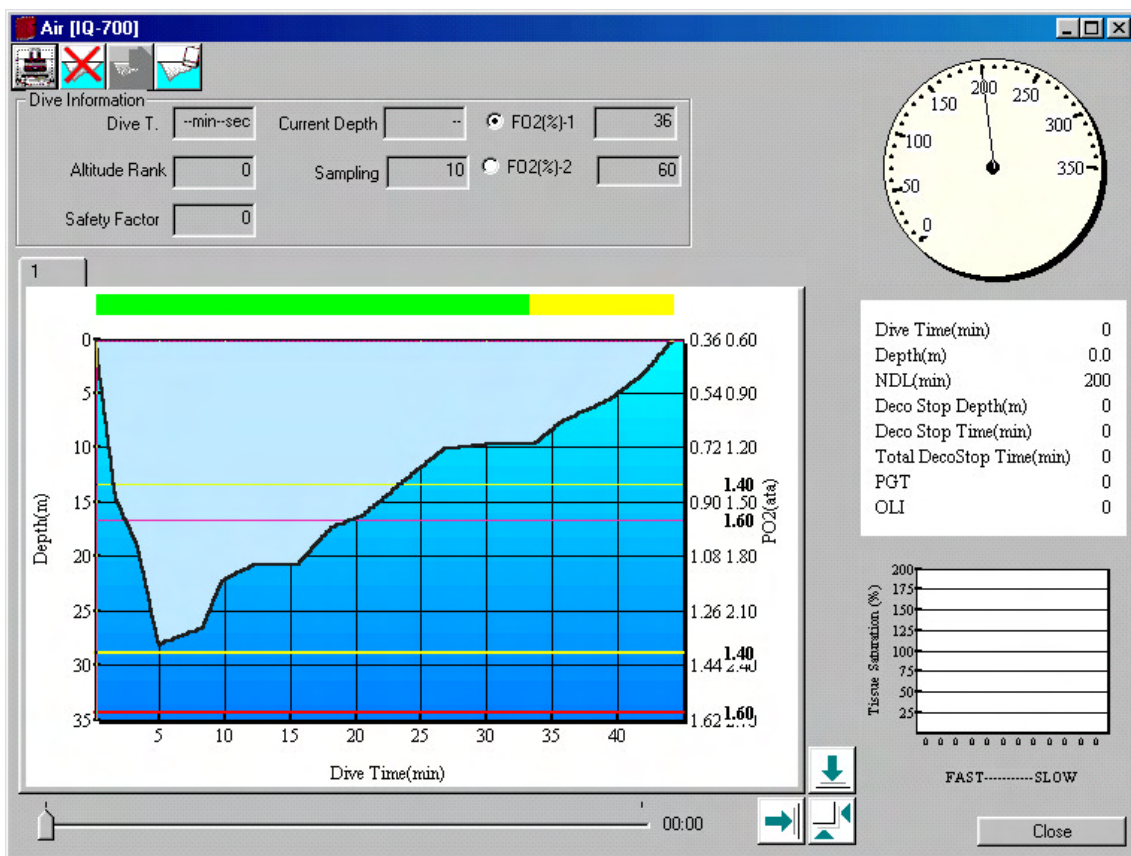 Air [IQ-700]
Dive Information
Dive T. --min--sec Current Depth -- FO2(%)-1 36
Altitude Rank 0 Sampling 10 FO2(%)-2 60
Safety Factor 0
0 50 100 150 200 250 300 350
1
0 0.36 0.60
5 0.54 0.90
10 0.72 1.20
1.40
15 0.90 1.50
1.60
20 1.08 1.80
25 1.26 2.10
1.40
30 1.44 2.40
1.60
35 1.62
Depth(m)
PO2(ata)
5 10 15 20 25 30 35 40
Dive Time(min)
Dive Time(min) 0
Depth(m) 0.0
NDL(min) 200
Deco Stop Depth(m) 0
Deco Stop Time(min) 0
Total DecoStop Time(min) 0
PGT 0
OLI 0
Tissue Saturation (%)
200
175
150
125
100
75
50
25
0 0 0 0 0 0 0 0 0 0 0 0
FAST----------SLOW
00:00
Close